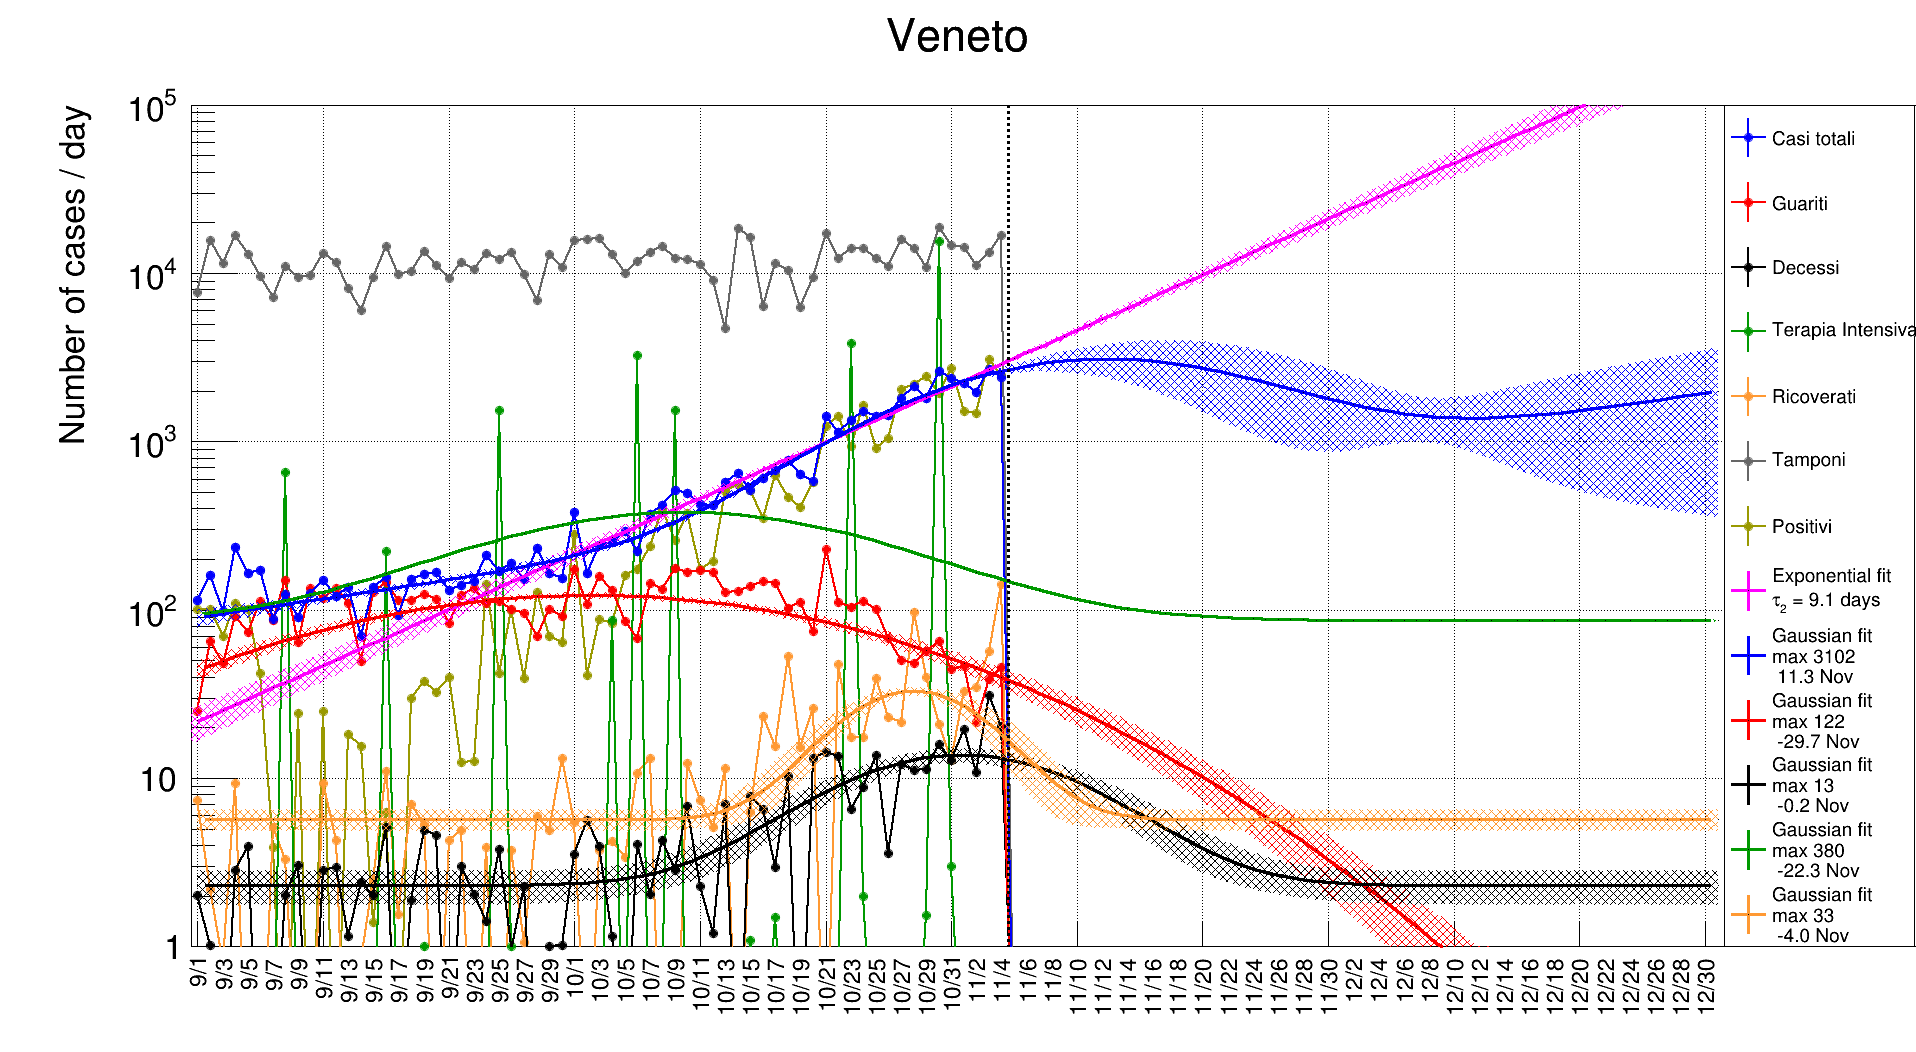 Veneto
Number of cases / day
10^5
10^4
10^3
10^2
10
1
9/1
9/3
9/5
9/7
9/9
9/11
9/13
9/15
9/17
9/19
9/21
9/23
9/25
9/27
9/29
10/1
10/3
10/5
10/7
10/9
10/11
10/13
10/15
10/17
10/19
10/21
10/23
10/25
10/27
10/29
10/31
11/2
11/4
11/6
11/8
11/10
11/12
11/14
11/16
11/18
11/20
11/22
11/24
11/26
11/28
11/30
12/2
12/4
12/6
12/8
12/10
12/12
12/14
12/16
12/18
12/20
12/22
12/24
12/26
12/28
12/30
Casi totali
Guariti
Decessi
Terapia Intensiva
Ricoverati
Tamponi
Positivi
Exponential fit
τ₂ = 9.1 days
Gaussian fit
max 3102
11.3 Nov
Gaussian fit
max 122
-29.7 Nov
Gaussian fit
max 13
-0.2 Nov
Gaussian fit
max 380
-22.3 Nov
Gaussian fit
max 33
-4.0 Nov